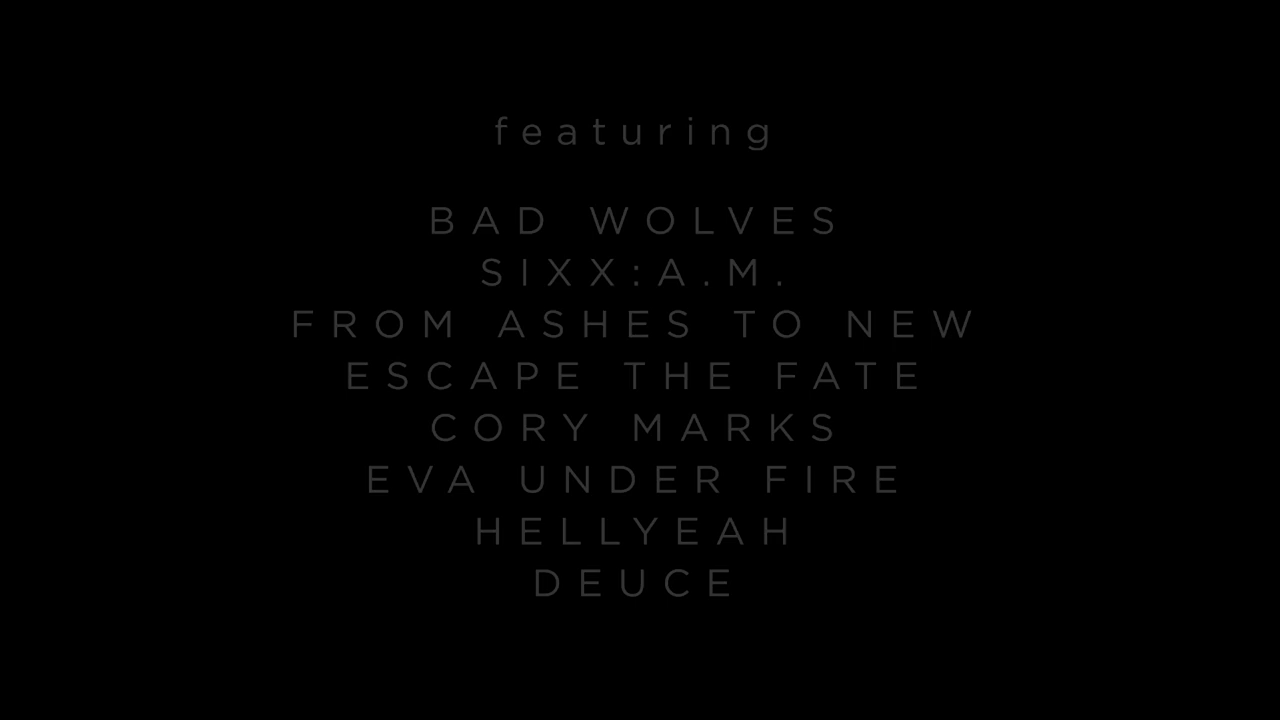 featuring
BAD WOLVES
SIXX:A.M.
FROM ASHES TO NEW
ESCAPE THE FATE
CORY MARKS
EVA UNDER FIRE
HELLYEAH
DEUCE